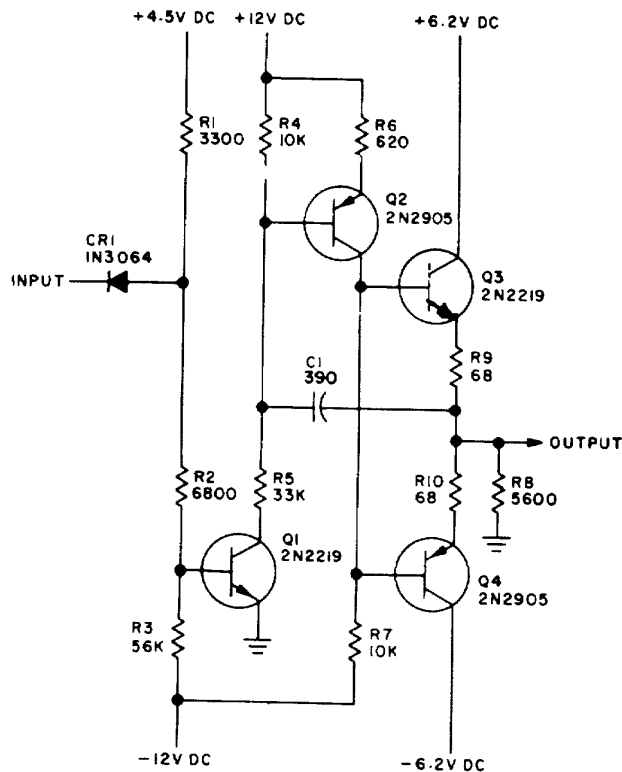 +4.5V DC
+12V DC
+6.2V DC
R1
3300
R4
10K
R6
620
Q2
2N2905
CR1
1N3064
INPUT
Q3
2N2219
R9
68
C1
390
OUTPUT
R2
6800
R5
33K
R10
68
R8
5600
Q1
2N2219
Q4
2N2905
R3
56K
R7
10K
-12V DC
-6.2V DC